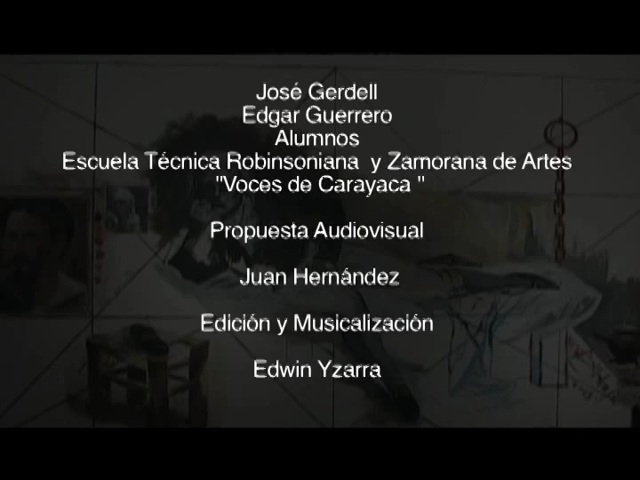 José Gerdell
Edgar Guerrero
Alumnos
Escuela Técnica Robinsoniana y Zamorana de Artes
"Voces de Carayaca "
Propuesta Audiovisual
Juan Hernández
Edición y Musicalización
Edwin Yzarra